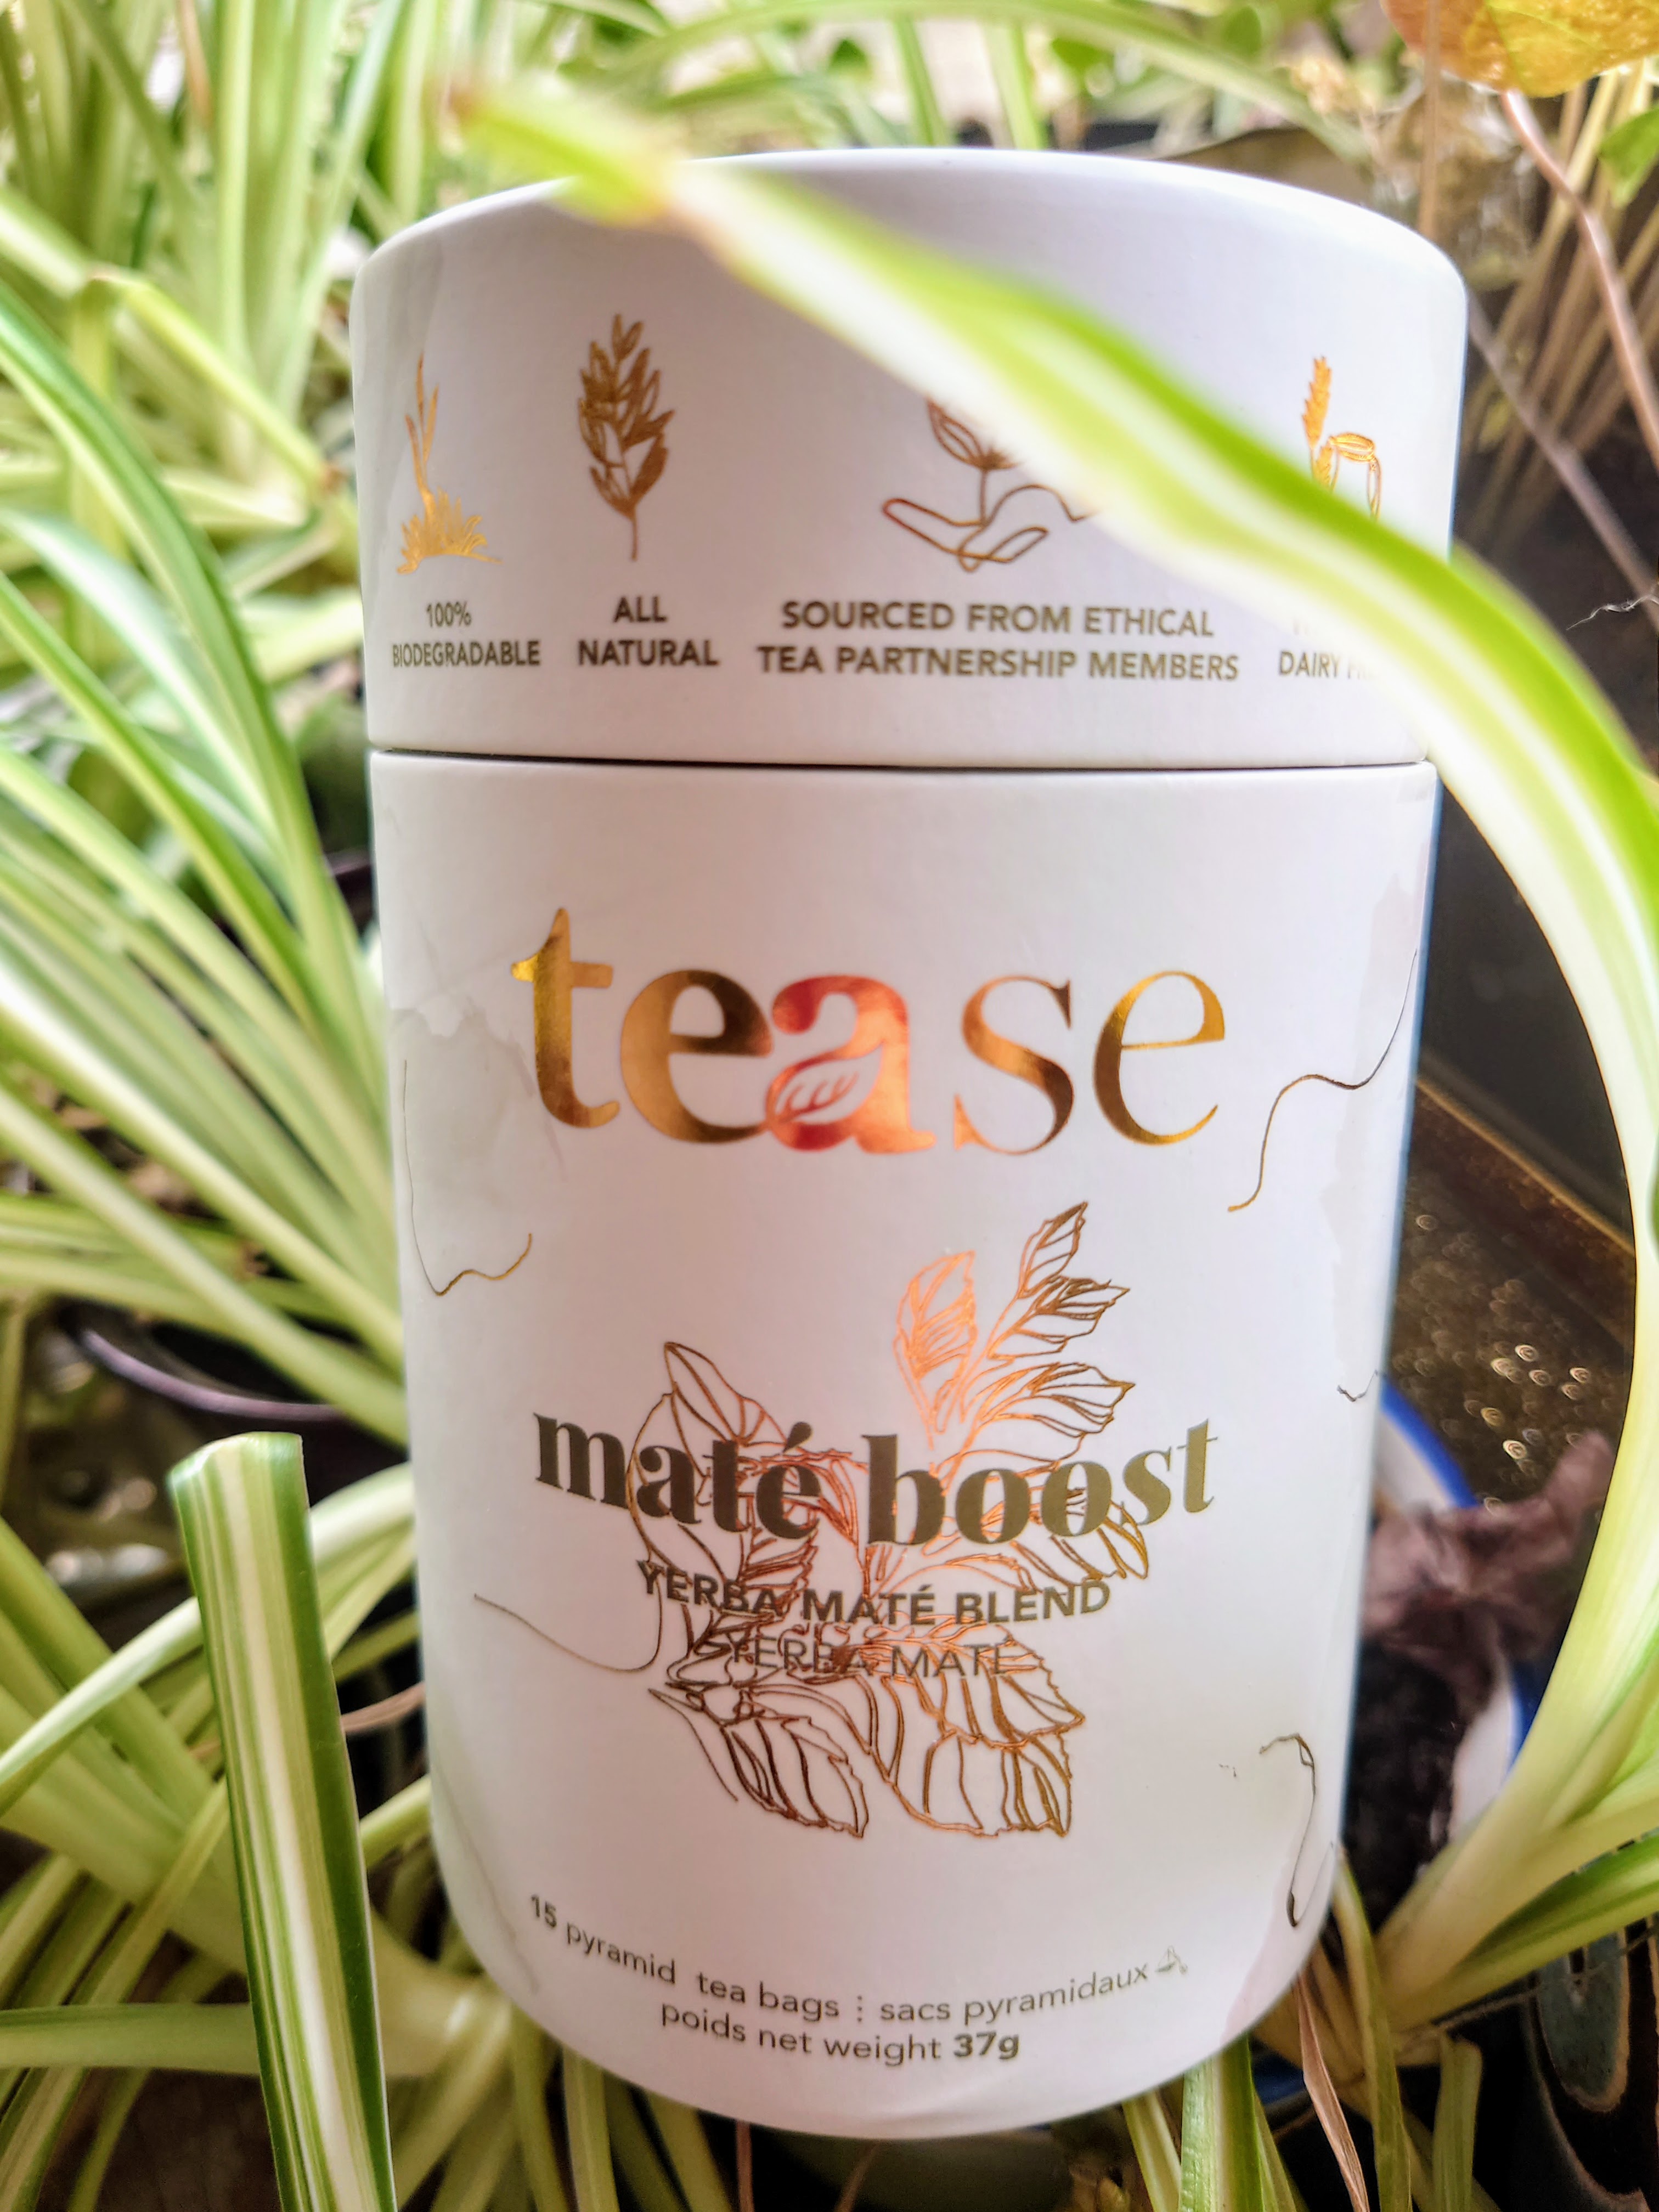 100%
BIODEGRADABLE
ALL
NATURAL
SOURCED FROM ETHICAL
TEA PARTNERSHIP MEMBERS
DAIRY
tease
maté boost
YERBA MATÉ BLEND
YERBA MATÉ
15 pyramid tea bags ⋮ sacs pyramidaux
poids net weight 37g